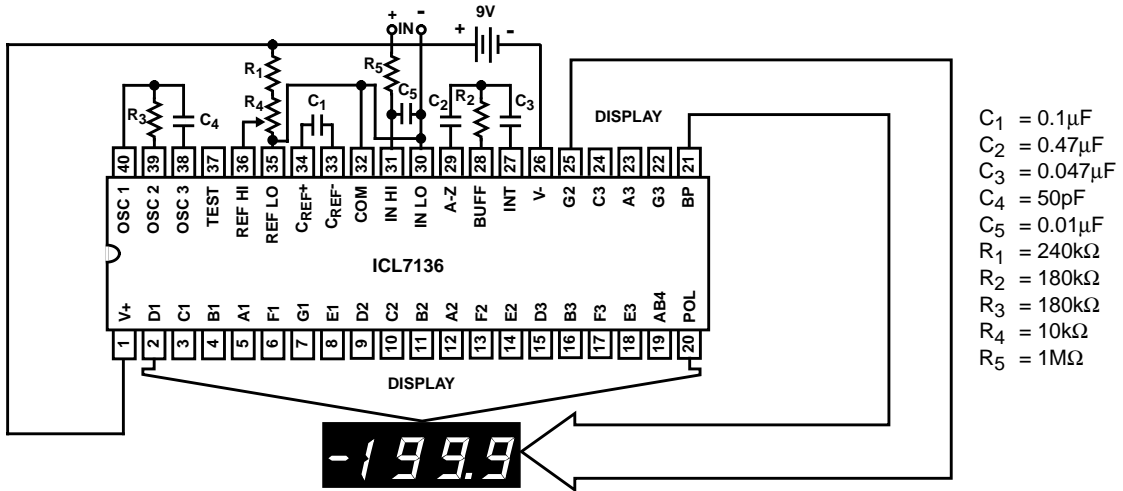 + - 9V
IN + -
R1 R5
R4 C1 C5 C2 R2 C3
R3 C4 DISPLAY
40 39 38 37 36 35 34 33 32 31 30 29 28 27 26 25 24 23 22 21
OSC 1 OSC 2 OSC 3 TEST REF HI REF LO CREF+ CREF- COM IN HI IN LO A-Z BUFF INT V- G2 C3 A3 G3 BP
ICL7136
V+ D1 C1 B1 A1 F1 G1 E1 D2 C2 B2 A2 F2 E2 D3 B3 F3 E3 AB4 POL
1 2 3 4 5 6 7 8 9 10 11 12 13 14 15 16 17 18 19 20
DISPLAY
-199.9
C1 = 0.1µF
C2 = 0.47µF
C3 = 0.047µF
C4 = 50pF
C5 = 0.01µF
R1 = 240kΩ
R2 = 180kΩ
R3 = 180kΩ
R4 = 10kΩ
R5 = 1MΩ